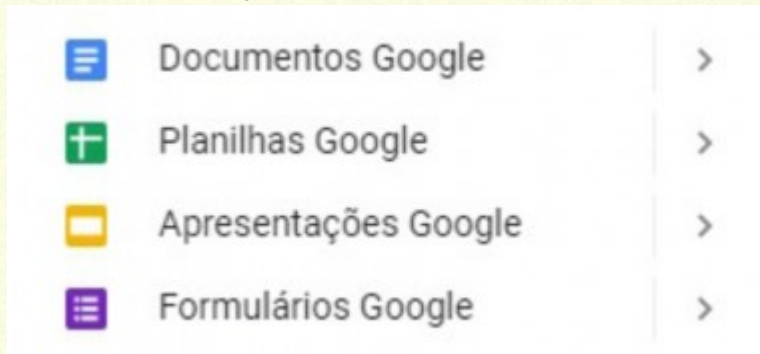 Documentos Google
Planilhas Google
Apresentações Google
Formulários Google